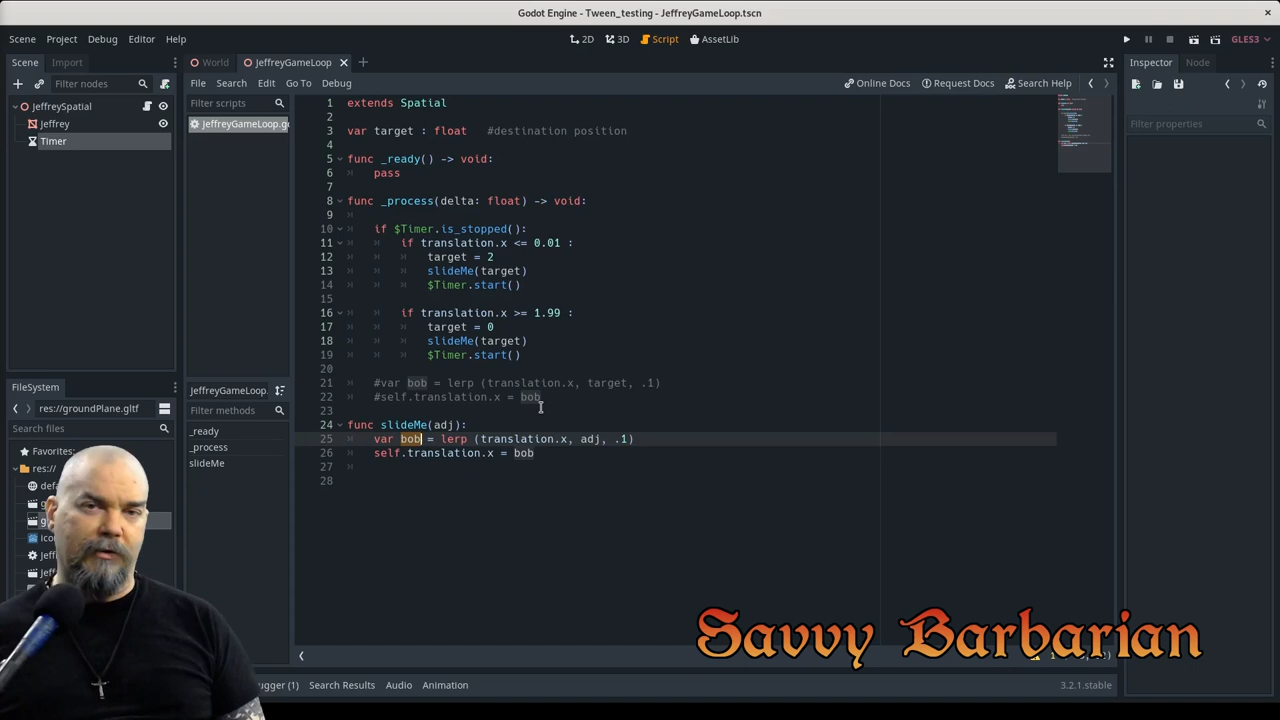 Godot Engine - Tween_testing - JeffreyGameLoop.tscn
Scene Project Debug Editor Help
2D 3D Script AssetLib
GLES3
Scene Import
Filter nodes
JeffreySpatial
Jeffrey
Timer
World JeffreyGameLoop
File Search Edit Go To Debug
Online Docs Request Docs Search Help
Filter scripts
JeffreyGameLoop.g
1 extends Spatial
2
3 var target : float #destination position
4
5 func _ready() -> void:
6 pass
7
8 func _process(delta: float) -> void:
9
10 if $Timer.is_stopped():
11 if translation.x <= 0.01 :
12 target = 2
13 slideMe(target)
14 $Timer.start()
15
16 if translation.x >= 1.99 :
17 target = 0
18 slideMe(target)
19 $Timer.start()
20
21 #var bob = lerp (translation.x, target, .1)
22 #self.translation.x = bob
23
24 func slideMe(adj):
25 var bob = lerp (translation.x, adj, .1)
26 self.translation.x = bob
27
28
JeffreyGameLoop.
Filter methods
_ready
_process
slideMe
FileSystem
res://groundPlane.gltf
Search files
Favorites:
res://
Inspector Node
Filter properties
Savvy Barbarian
ugger (1) Search Results Audio Animation
3.2.1.stable